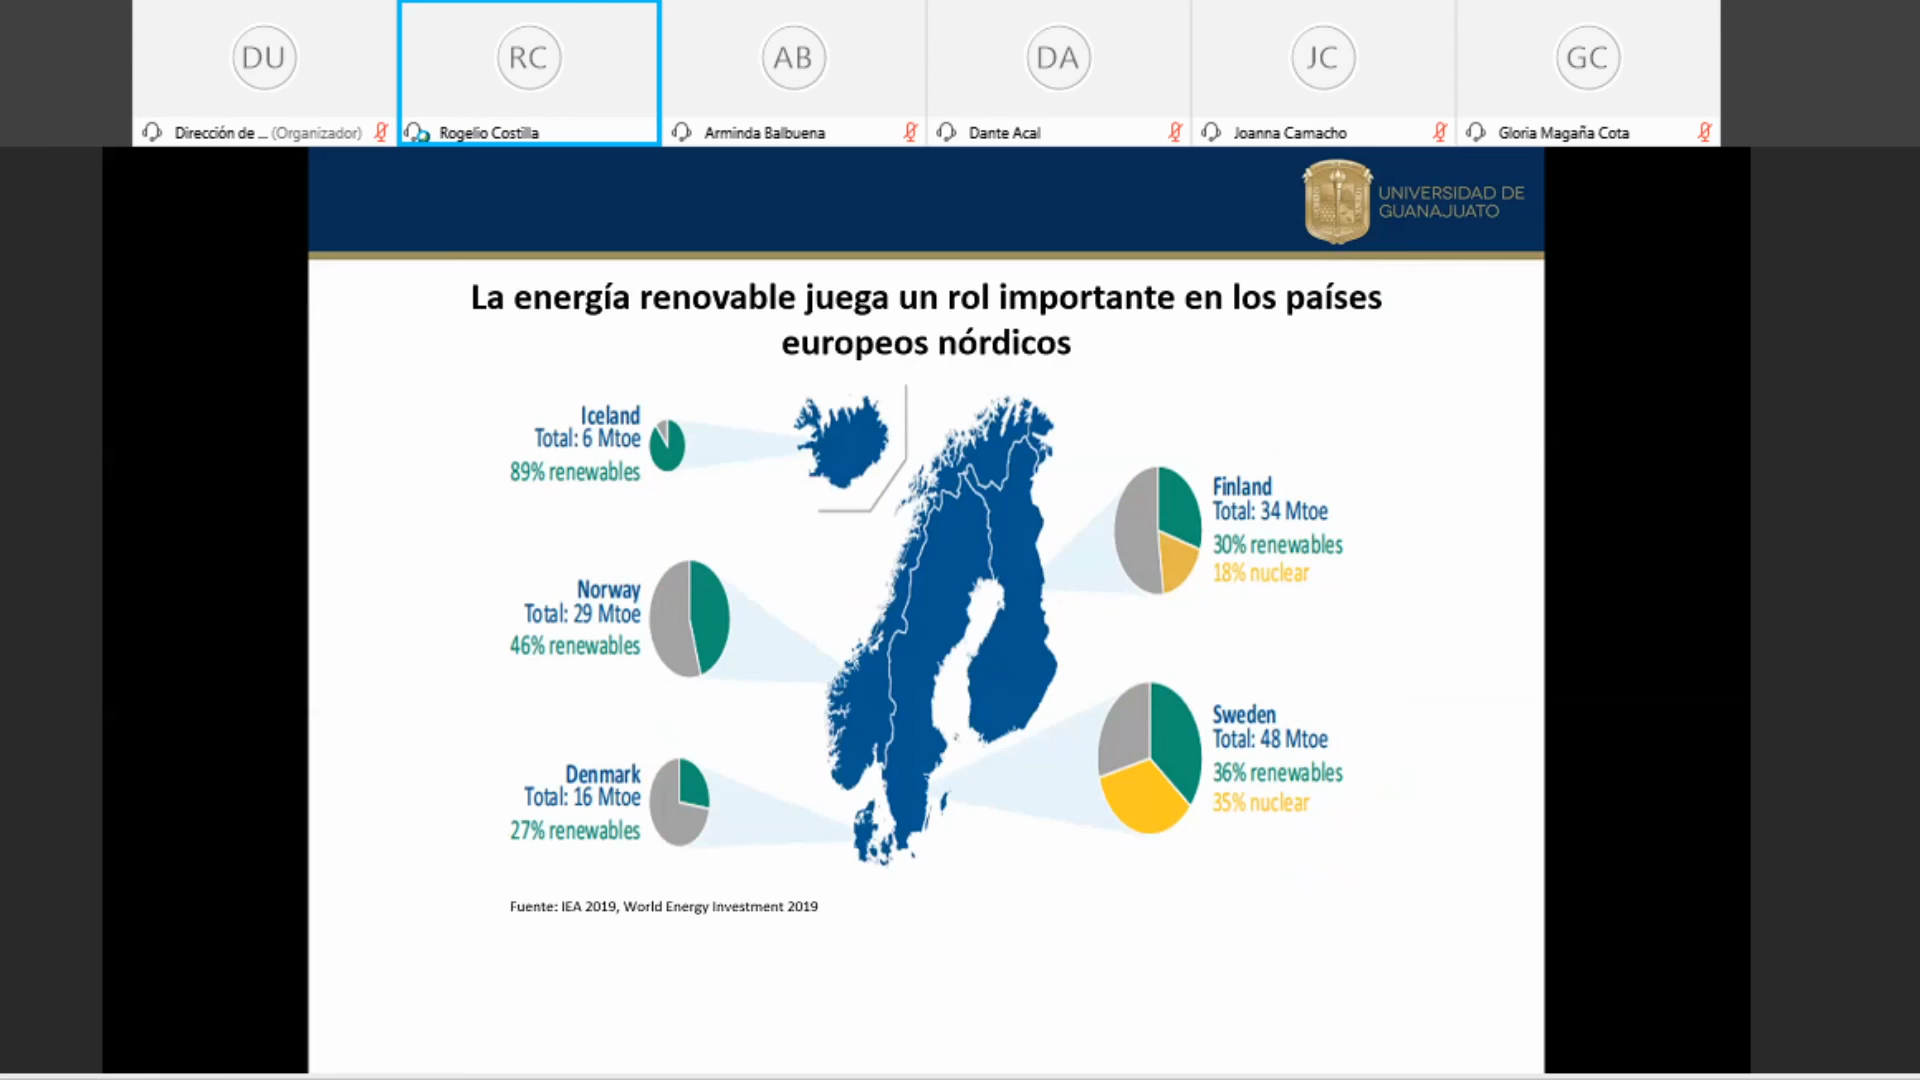 DU
RC
AB
DA
JC
GC
Dirección de ... (Organizador)
Rogelio Costilla
Arminda Balbuena
Dante Acal
Joanna Camacho
Gloria Magaña Cota
UNIVERSIDAD DE
GUANAJUATO
La energía renovable juega un rol importante en los países
europeos nórdicos
Iceland
Total: 6 Mtoe
89% renewables
Norway
Total: 29 Mtoe
46% renewables
Denmark
Total: 16 Mtoe
27% renewables
Finland
Total: 34 Mtoe
30% renewables
18% nuclear
Sweden
Total: 48 Mtoe
36% renewables
35% nuclear
Fuente: IEA 2019, World Energy Investment 2019